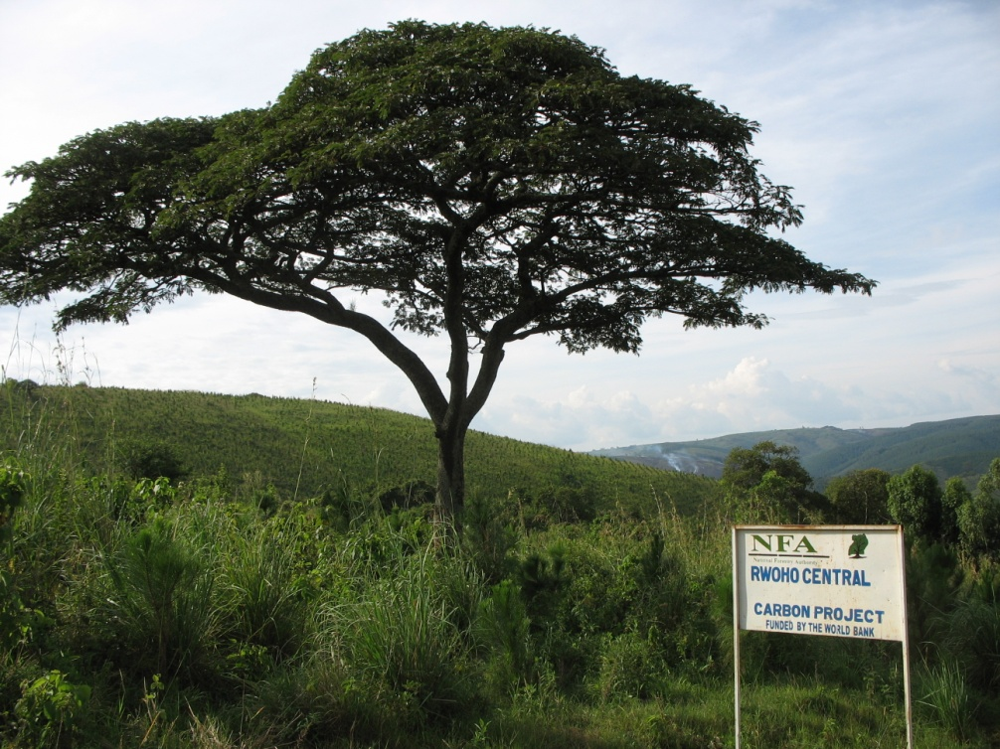 NFA
National Forestry Authority
RWOHO CENTRAL
CARBON PROJECT
FUNDED BY THE WORLD BANK